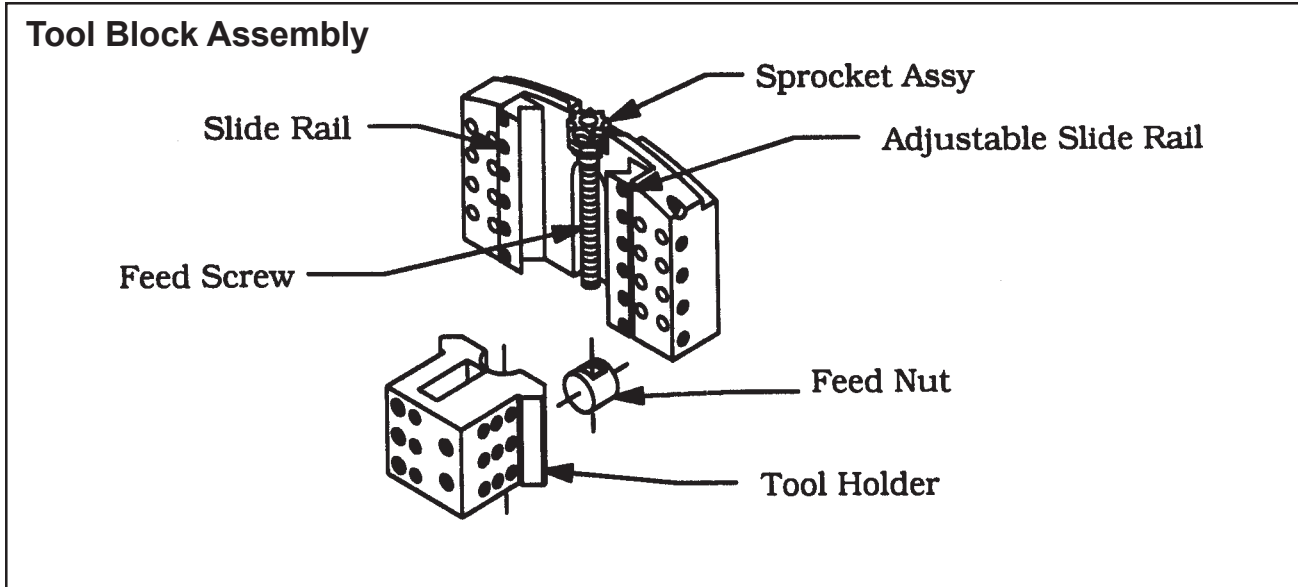 Tool Block Assembly
Sprocket Assy
Slide Rail
Adjustable Slide Rail
Feed Screw
Feed Nut
Tool Holder